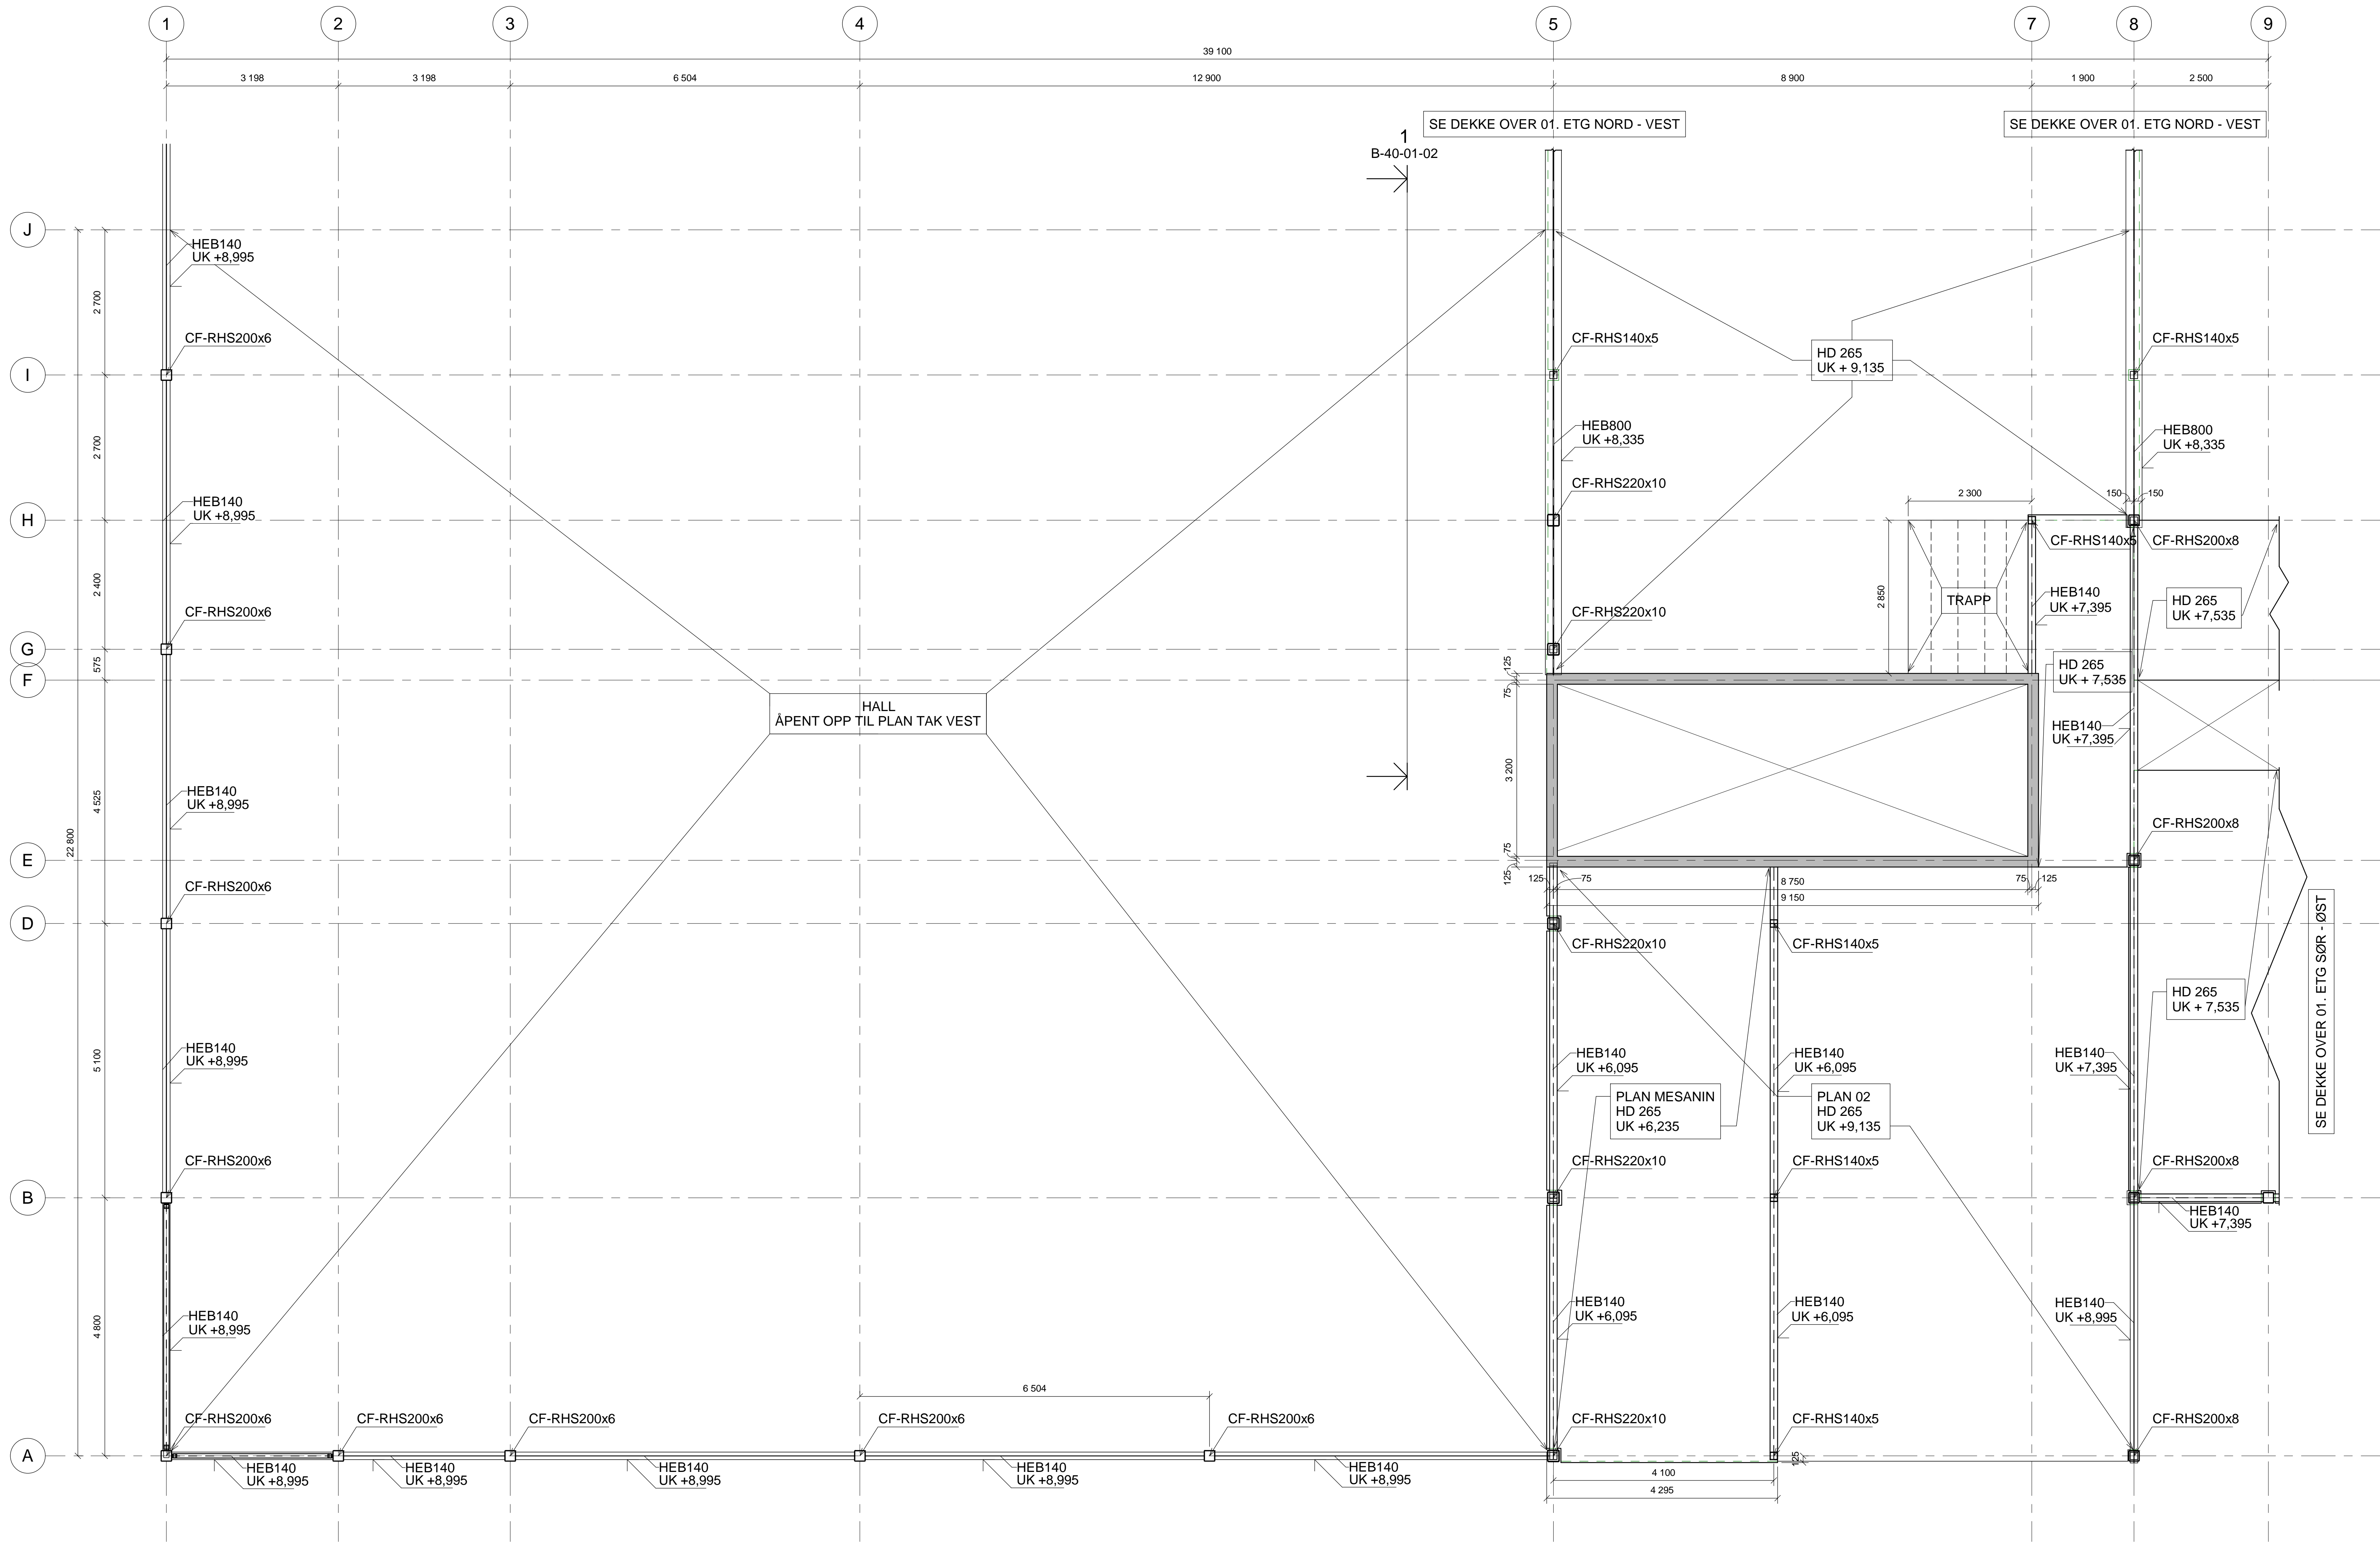 1
2
3
4
5
7
8
9
39 100
3 198
3 198
6 504
12 900
8 900
1 900
2 500
SE DEKKE OVER 01. ETG NORD - VEST
SE DEKKE OVER 01. ETG NORD - VEST
1
B-40-01-02
J
HEB140
UK +8,995
2 700
CF-RHS200x6
CF-RHS140x5
HD 265
UK + 9,135
CF-RHS140x5
I
2 700
HEB800
UK +8,335
HEB800
UK +8,335
HEB140
UK +8,995
CF-RHS220x10
2 300
150
150
H
CF-RHS140x5
CF-RHS200x8
2 400
2 850
TRAPP
HEB140
UK +7,395
HD 265
UK +7,535
CF-RHS200x6
CF-RHS220x10
G
575
F
125
75
HD 265
UK + 7,535
HALL
ÅPENT OPP TIL PLAN TAK VEST
HEB140
UK +7,395
4 525
3 200
HEB140
UK +8,995
22 800
CF-RHS200x8
E
75
125
CF-RHS200x6
125
75
8 750
75
125
9 150
D
CF-RHS220x10
CF-RHS140x5
SE DEKKE OVER 01. ETG SØR - ØST
HD 265
UK + 7,535
5 100
HEB140
UK +8,995
HEB140
UK +6,095
HEB140
UK +6,095
HEB140
UK +7,395
PLAN MESANIN
HD 265
UK +6,235
PLAN 02
HD 265
UK +9,135
CF-RHS200x6
CF-RHS220x10
CF-RHS140x5
CF-RHS200x8
B
HEB140
UK +7,395
4 800
HEB140
UK +8,995
HEB140
UK +6,095
HEB140
UK +6,095
HEB140
UK +8,995
6 504
CF-RHS200x6
CF-RHS200x6
CF-RHS200x6
CF-RHS200x6
CF-RHS200x6
CF-RHS220x10
CF-RHS140x5
CF-RHS200x8
A
125
HEB140
UK +8,995
HEB140
UK +8,995
HEB140
UK +8,995
HEB140
UK +8,995
HEB140
UK +8,995
4 100
4 295